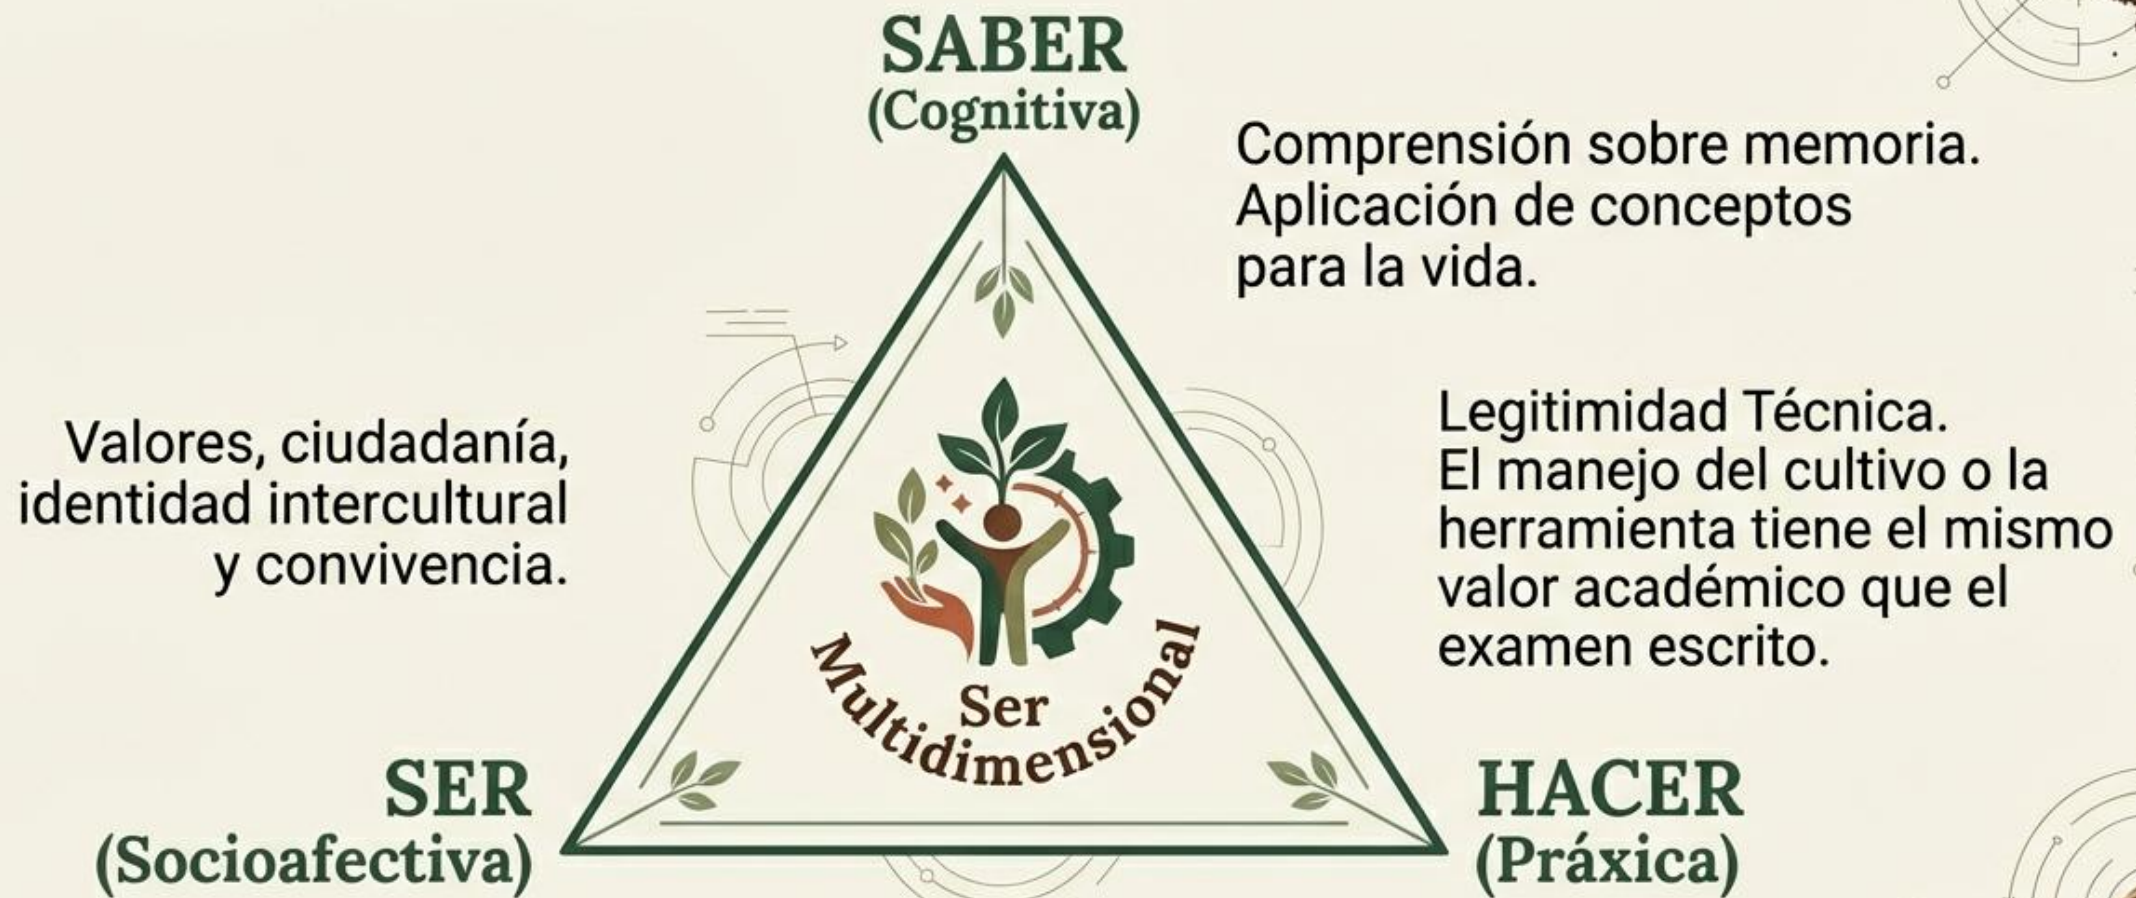 SABER
(Cognitiva)
Comprensión sobre memoria.
Aplicación de conceptos
para la vida.
Valores, ciudadanía,
identidad intercultural
y convivencia.
Legitimidad Técnica.
El manejo del cultivo o la
herramienta tiene el mismo
valor académico que el
examen escrito.
Ser
Multidimensional
SER
(Socioafectiva)
HACER
(Práxica)